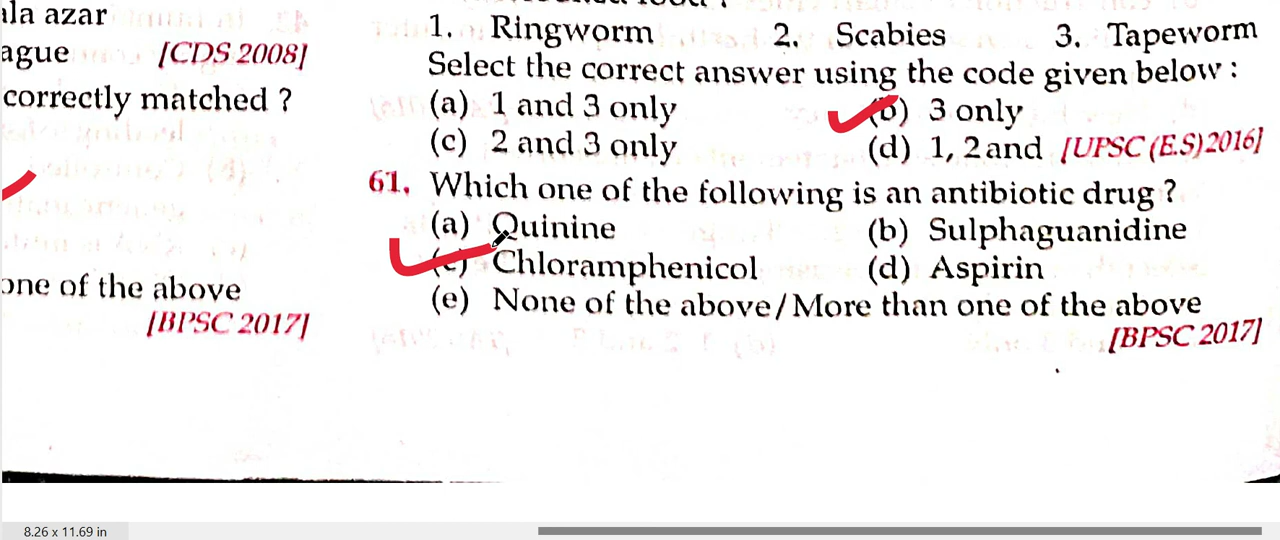 ala azar
ague [CDS 2008]
correctly matched ?
one of the above
[BPSC 2017]
1. Ringworm 2. Scabies 3. Tapeworm
Select the correct answer using the code given below :
(a) 1 and 3 only (b) 3 only
(c) 2 and 3 only (d) 1, 2 and [UPSC (E.S) 2016]
61. Which one of the following is an antibiotic drug ?
(a) Quinine (b) Sulphaguanidine
(c) Chloramphenicol (d) Aspirin
(e) None of the above/More than one of the above
[BPSC 2017]
8.26 x 11.69 in